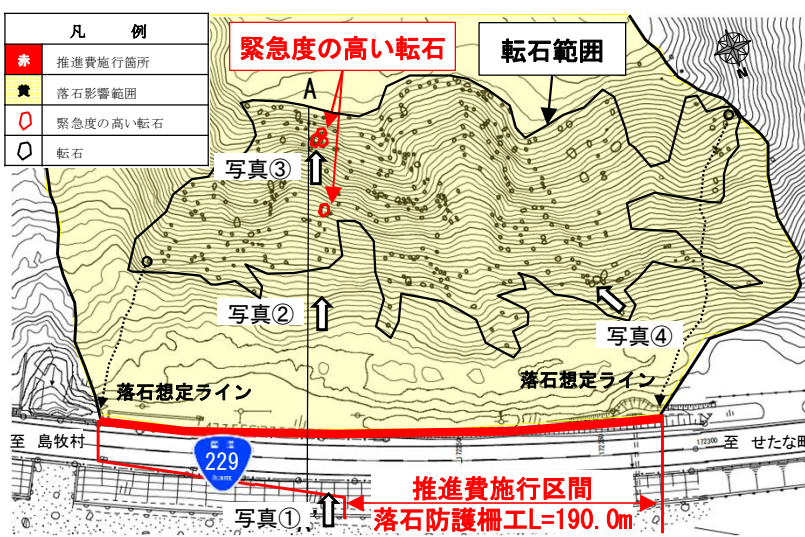 凡 例
赤 推進費施行箇所
黄 落石影響範囲
緊急度の高い転石
転石
緊急度の高い転石
転石範囲
N
A
写真③
写真②
写真④
落石想定ライン
落石想定ライン
至 島牧村
国道
229
ROUTE
172300
至 せたな町
推進費施行区間
落石防護柵工L=190.0m
写真①